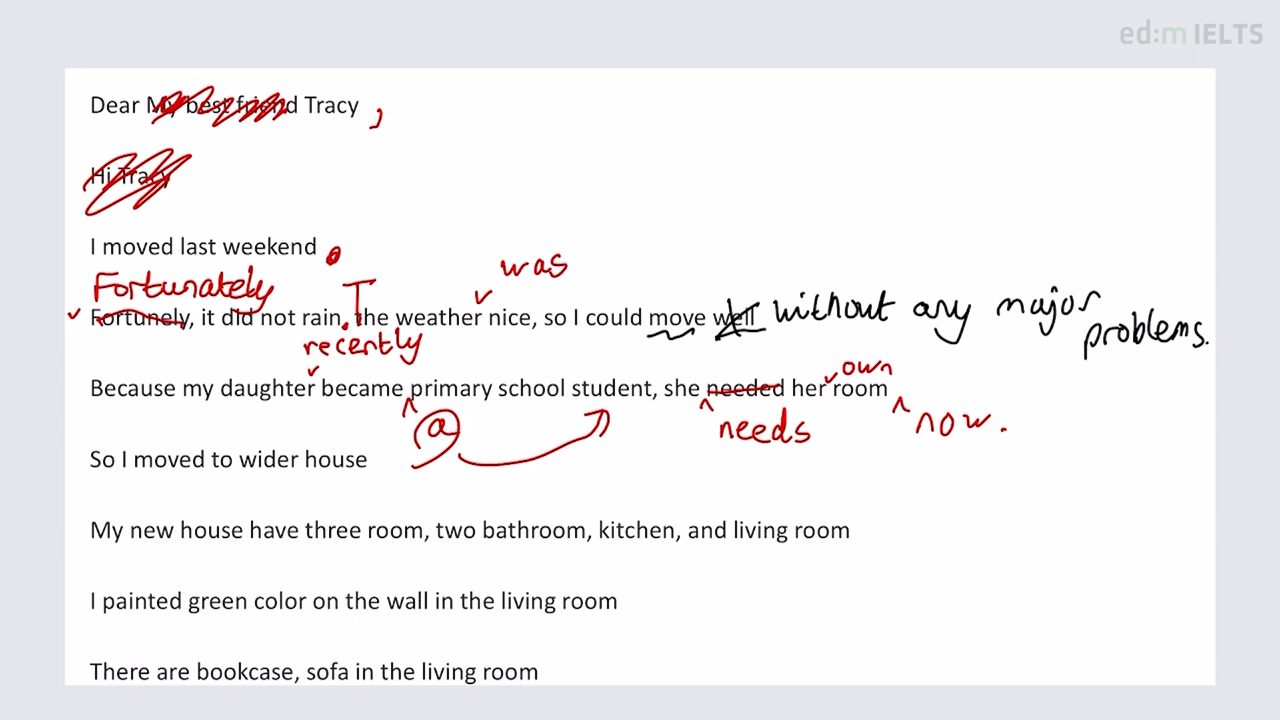 ed:m IELTS
Dear My best friend Tracy ,
Hi Tracy
I moved last weekend .
was
Fortunately T
Fortunely, it did not rain. the weather nice, so I could move well without any major
problems.
recently own
Because my daughter became primary school student, she needed her room
a needs now.
So I moved to wider house
My new house have three room, two bathroom, kitchen, and living room
I painted green color on the wall in the living room
There are bookcase, sofa in the living room